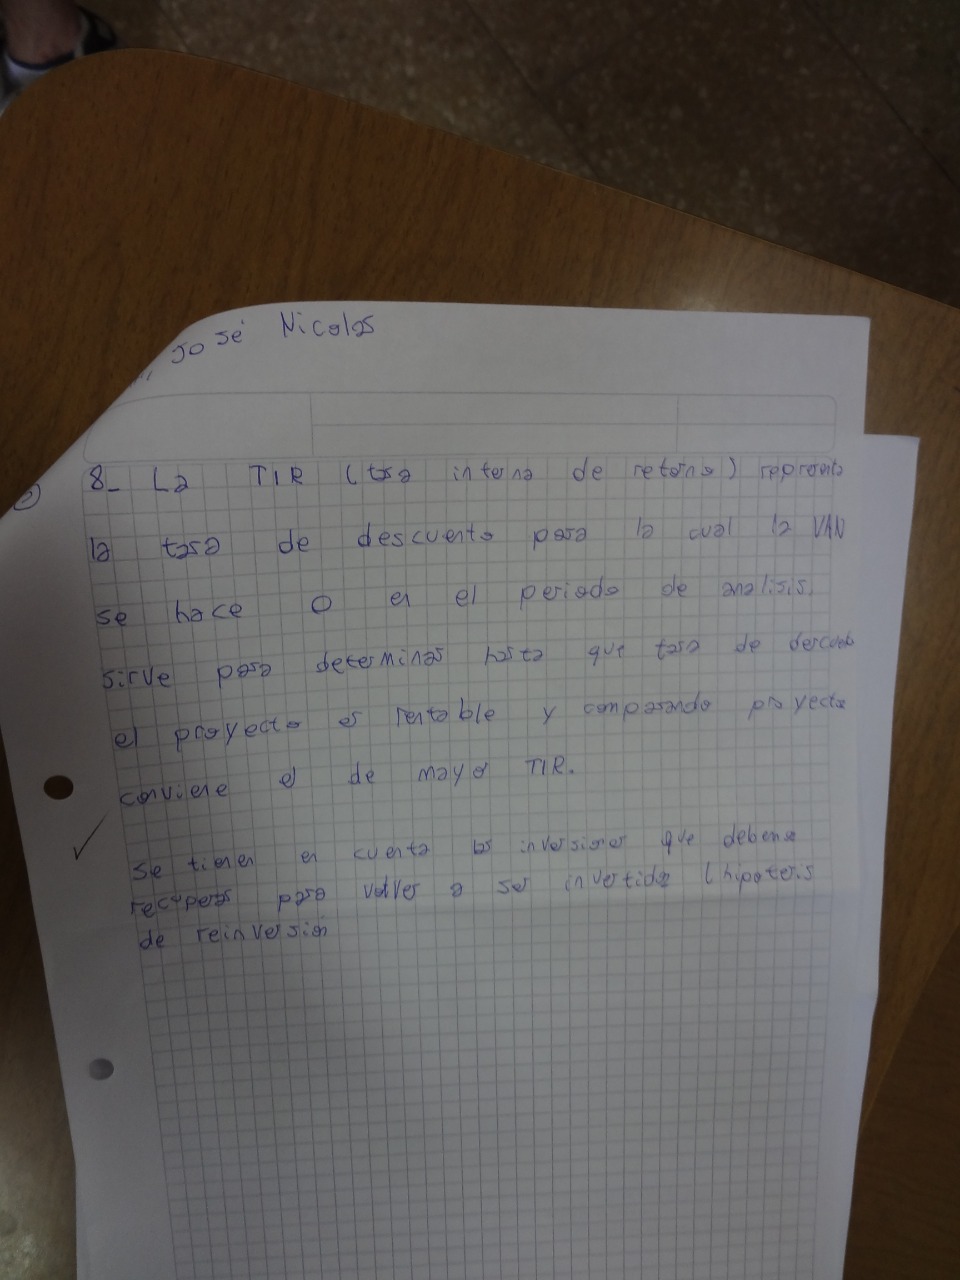 José Nicolas
8_ La TIR (tasa interna de retorno) representa
la tasa de descuento para la cual la VAN
se hace 0 en el periodo de analisis.
sirve para determinar hasta que tasa de descuento
el proyecto es rentable y comparando proyecto
conviene el de mayor TIR.
Se tienen en cuenta las inversiones que deben
recuperar para volver a ser invertidas (hipotesis
de reinversión